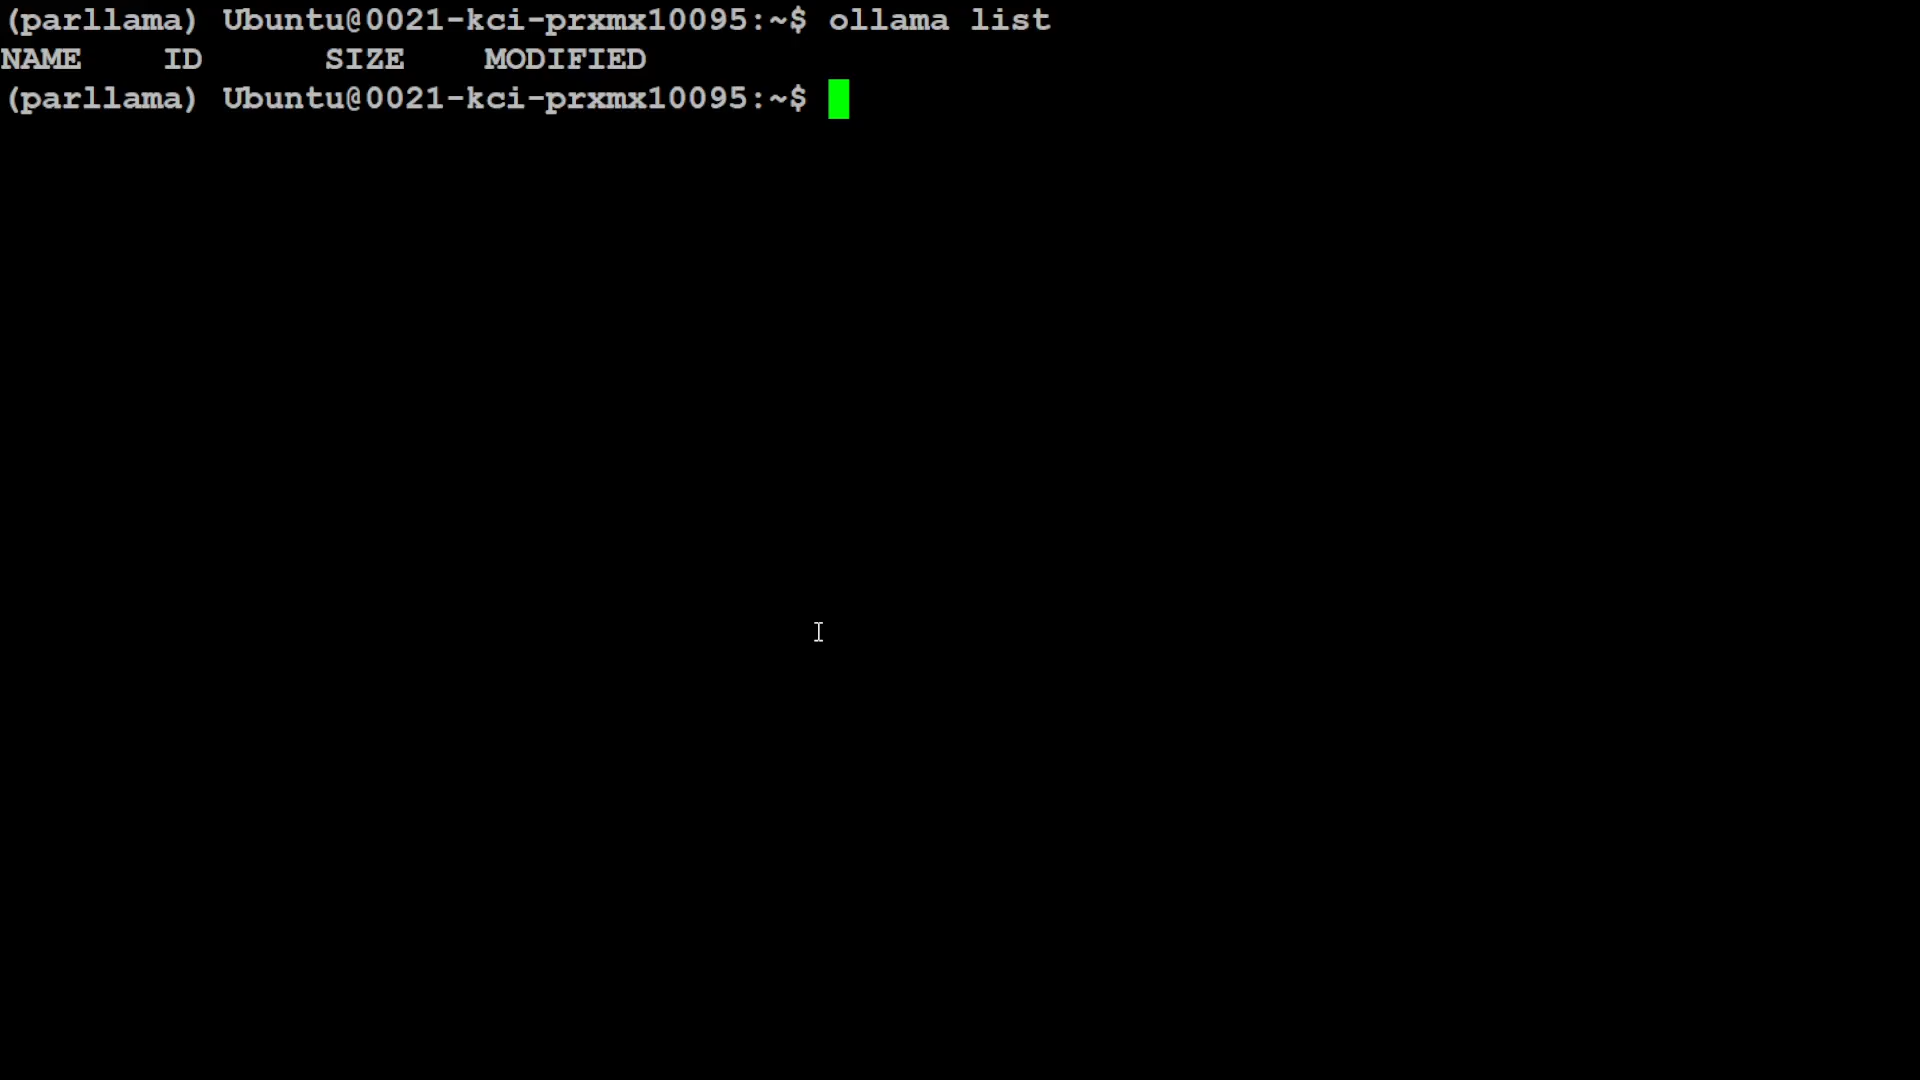 (parllama) Ubuntu@0021-kci-prxmx10095:~$ ollama list
NAME    ID      SIZE    MODIFIED
(parllama) Ubuntu@0021-kci-prxmx10095:~$